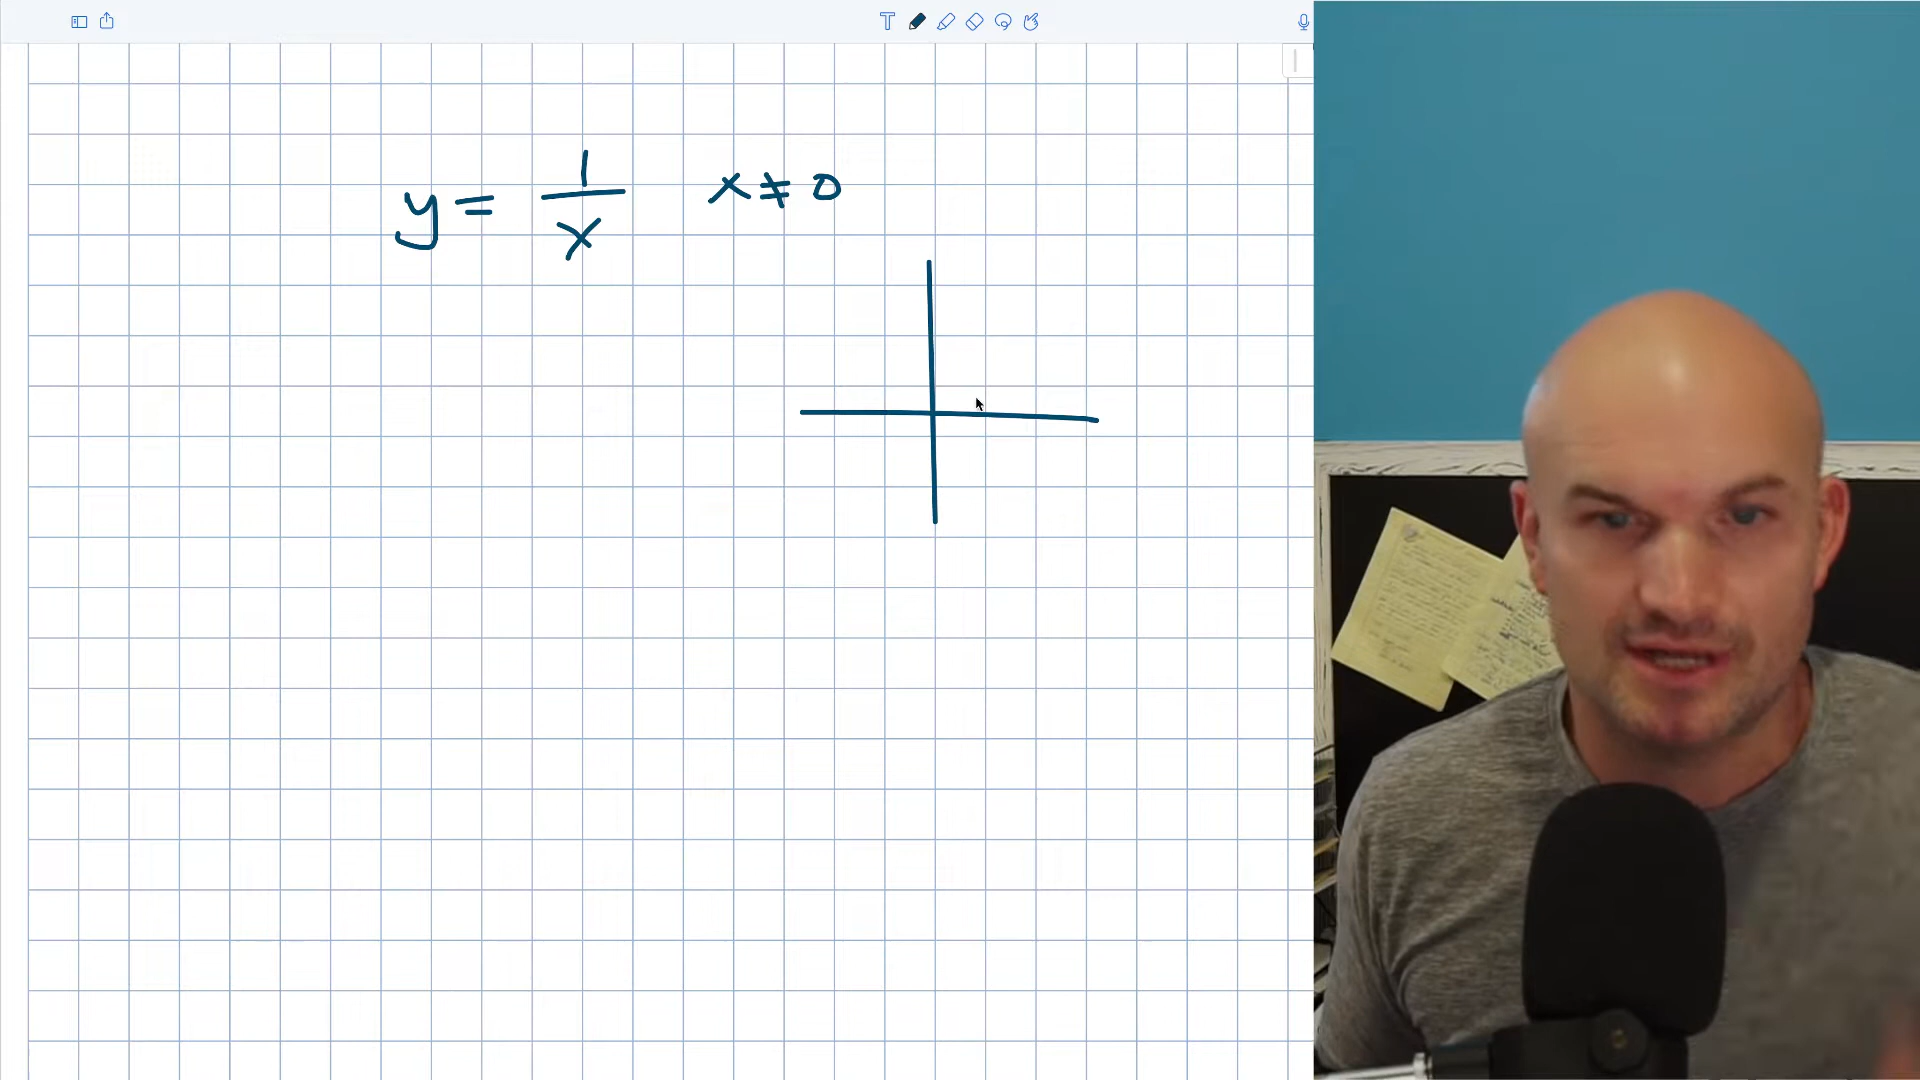 y = 1/x x ≠ 0